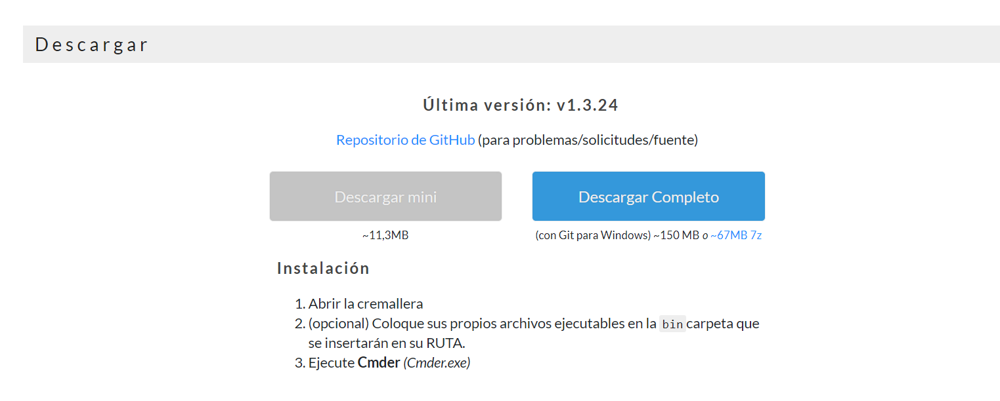 Descargar
Última versión: v1.3.24
Repositorio de GitHub (para problemas/solicitudes/fuente)
Descargar mini
Descargar Completo
~11,3MB
(con Git para Windows) ~150 MB o ~67MB 7z
Instalación
1. Abrir la cremallera
2. (opcional) Coloque sus propios archivos ejecutables en la bin carpeta que
se insertarán en su RUTA.
3. Ejecute Cmder (Cmder.exe)